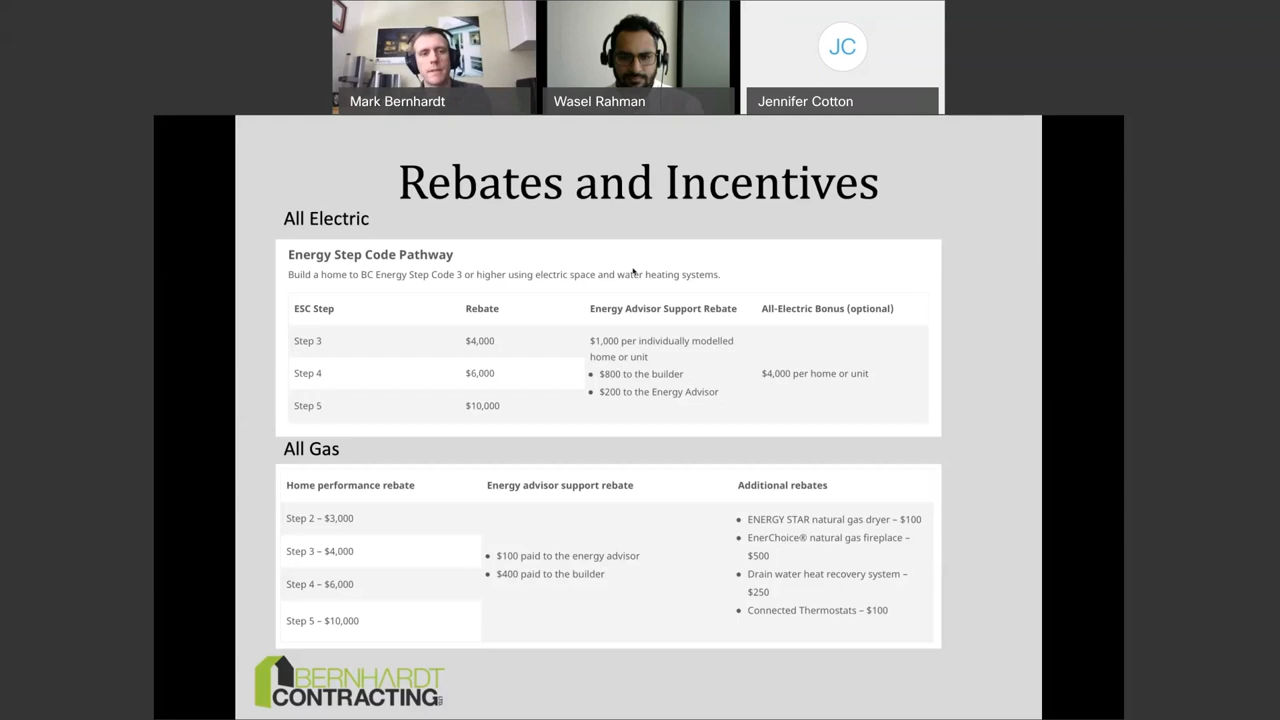 Mark Bernhardt
Wasel Rahman
JC
Jennifer Cotton
Rebates and Incentives
All Electric
Energy Step Code Pathway
Build a home to BC Energy Step Code 3 or higher using electric space and water heating systems.
ESC Step Rebate Energy Advisor Support Rebate All-Electric Bonus (optional)
Step 3 $4,000 $1,000 per individually modelled
home or unit
Step 4 $6,000 • $800 to the builder $4,000 per home or unit
• $200 to the Energy Advisor
Step 5 $10,000
All Gas
Home performance rebate Energy advisor support rebate Additional rebates
Step 2 – $3,000 • ENERGY STAR natural gas dryer – $100
• EnerChoice® natural gas fireplace –
Step 3 – $4,000 • $100 paid to the energy advisor $500
• $400 paid to the builder • Drain water heat recovery system –
Step 4 – $6,000 $250
• Connected Thermostats – $100
Step 5 – $10,000
BERNHARDT
CONTRACTING